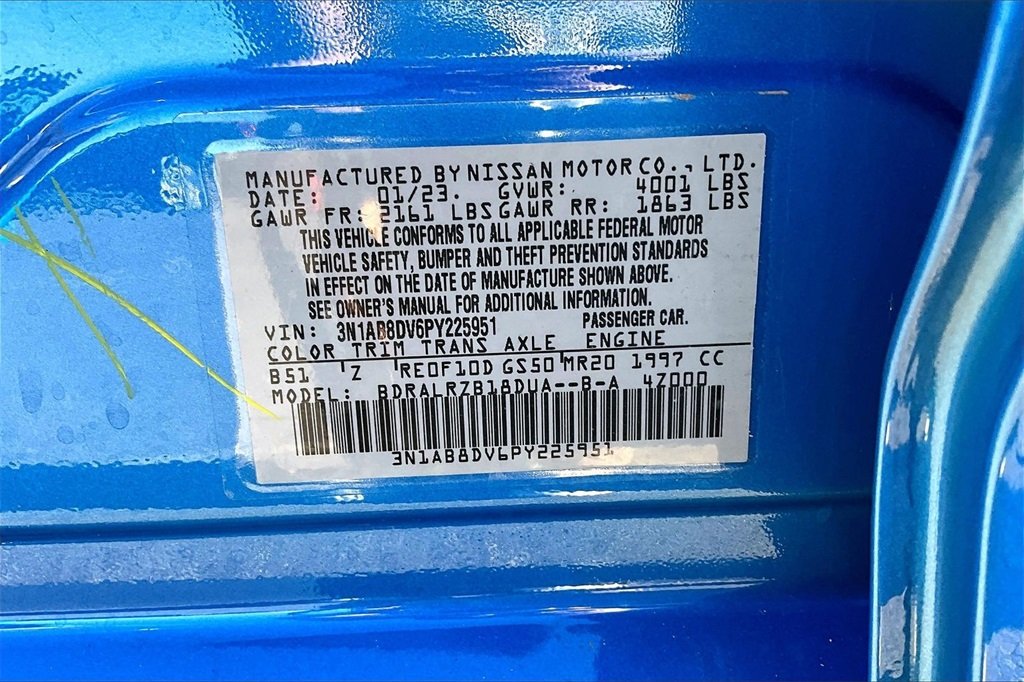 MANUFACTURED BY NISSAN MOTOR CO., LTD.
DATE: 01/23. GVWR: 4001 LBS
GAWR FR: 2161 LBS GAWR RR: 1863 LBS
THIS VEHICLE CONFORMS TO ALL APPLICABLE FEDERAL MOTOR
VEHICLE SAFETY, BUMPER AND THEFT PREVENTION STANDARDS
IN EFFECT ON THE DATE OF MANUFACTURE SHOWN ABOVE.
SEE OWNER'S MANUAL FOR ADDITIONAL INFORMATION.
VIN: 3N1AB8DV6PY225951 PASSENGER CAR.
COLOR TRIM TRANS AXLE ENGINE
B51 'Z 'RE0F10D GS50 MR20 1997 CC
MODEL: BDRALRZB18DUA--B-A 4Z000
3N1AB8DV6PY225951